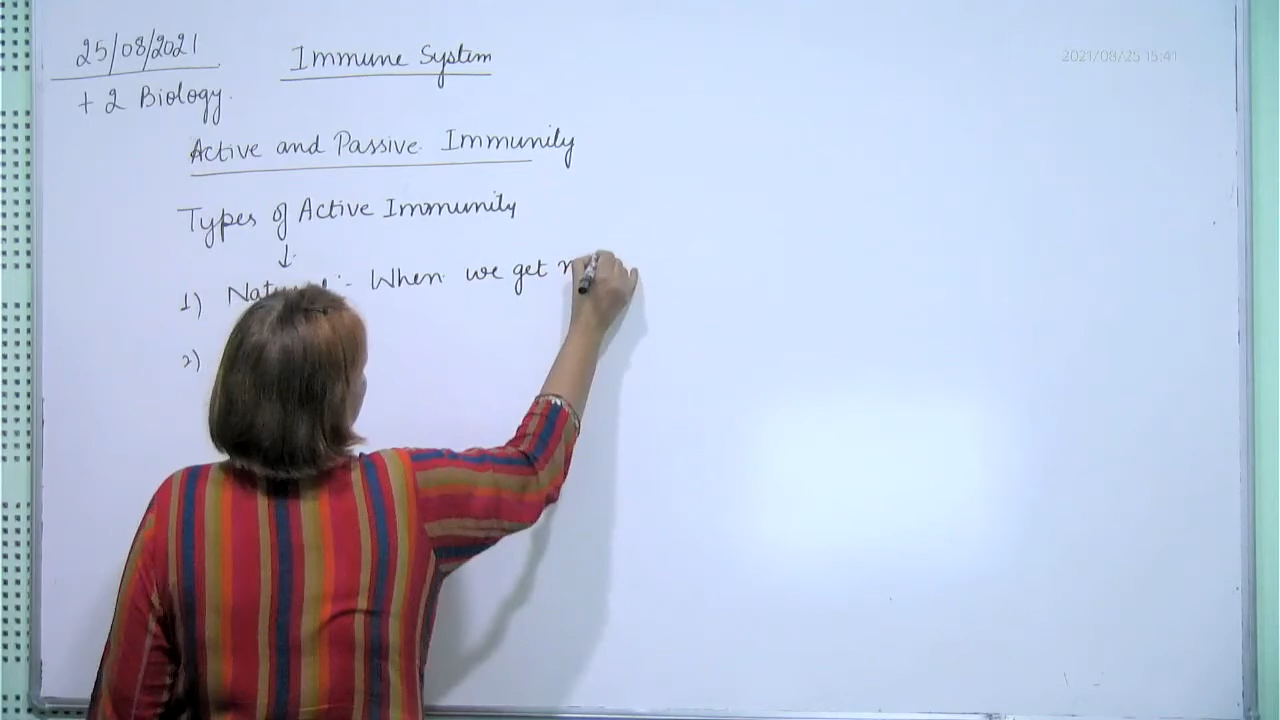 25/08/2021
Immune System
2021/08/25 15:41
+2 Biology.
Active and Passive Immunity
Types of Active Immunity
↓
1) :- When we get
2)